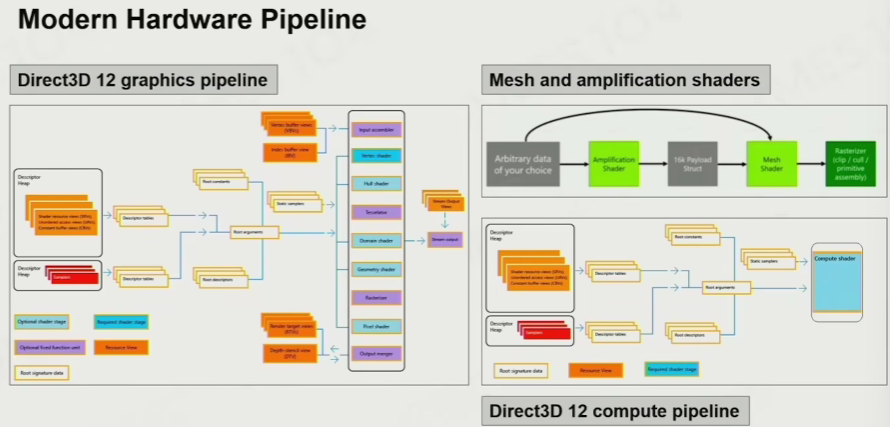 Modern Hardware Pipeline
Direct3D 12 graphics pipeline
Descriptor
Heap
Shader resource views (SRVs),
Unordered access views (UAVs),
Constant buffer views (CBVs)
Descriptor tables
Descriptor
Heap
Samplers
Descriptor tables
Root constants
Root arguments
Root descriptors
Static samplers
Vertex buffer views
(VBVs)
Index buffer view
(IBV)
Input assembler
Vertex shader
Hull shader
Tessellator
Domain shader
Geometry shader
Rasterizer
Pixel shader
Output merger
Stream Output
Views
Stream output
Render target views
(RTVs)
Depth-stencil view
(DSV)
Optional shader stage
Required shader stage
Optional fixed function unit
Resource View
Root signature data
Mesh and amplification shaders
Arbitrary data
of your choice
Amplification
Shader
16k Payload
Struct
Mesh
Shader
Rasterizer
(clip / cull /
primitive
assembly)
Descriptor
Heap
Shader resource views (SRVs),
Unordered access views (UAVs),
Constant buffer views (CBVs)
Descriptor tables
Descriptor
Heap
Samplers
Descriptor tables
Root constants
Root arguments
Root descriptors
Static samplers
Compute shader
Root signature data
Resource View
Required shader stage
Direct3D 12 compute pipeline